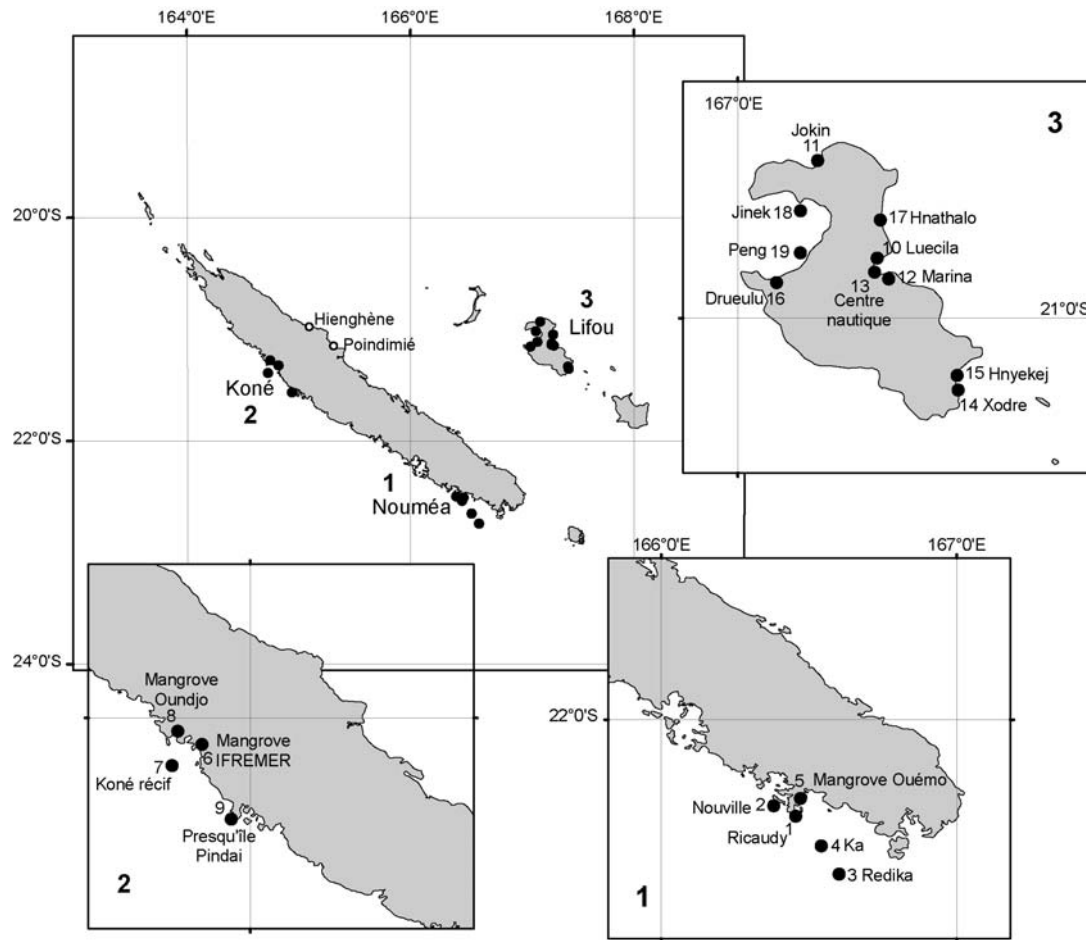 164°0'E 166°0'E 168°0'E
20°0'S
22°0'S
24°0'S
Hienghène
Poindimié
Koné
2
1
Nouméa
3
Lifou
167°0'E
3
Jokin
11
Jinek 18
17 Hnathalo
Peng 19
10 Luecila
13
12 Marina
Drueulu 16
Centre
nautique
21°0'S
15 Hnyekej
14 Xodre
Mangrove
Oundjo
8
Mangrove
6 IFREMER
7
Koné récif
9
Presqu'île
Pindai
2
166°0'E 167°0'E
22°0'S
5 Mangrove Ouémo
Nouville 2
Ricaudy 1
4 Ka
3 Redika
1